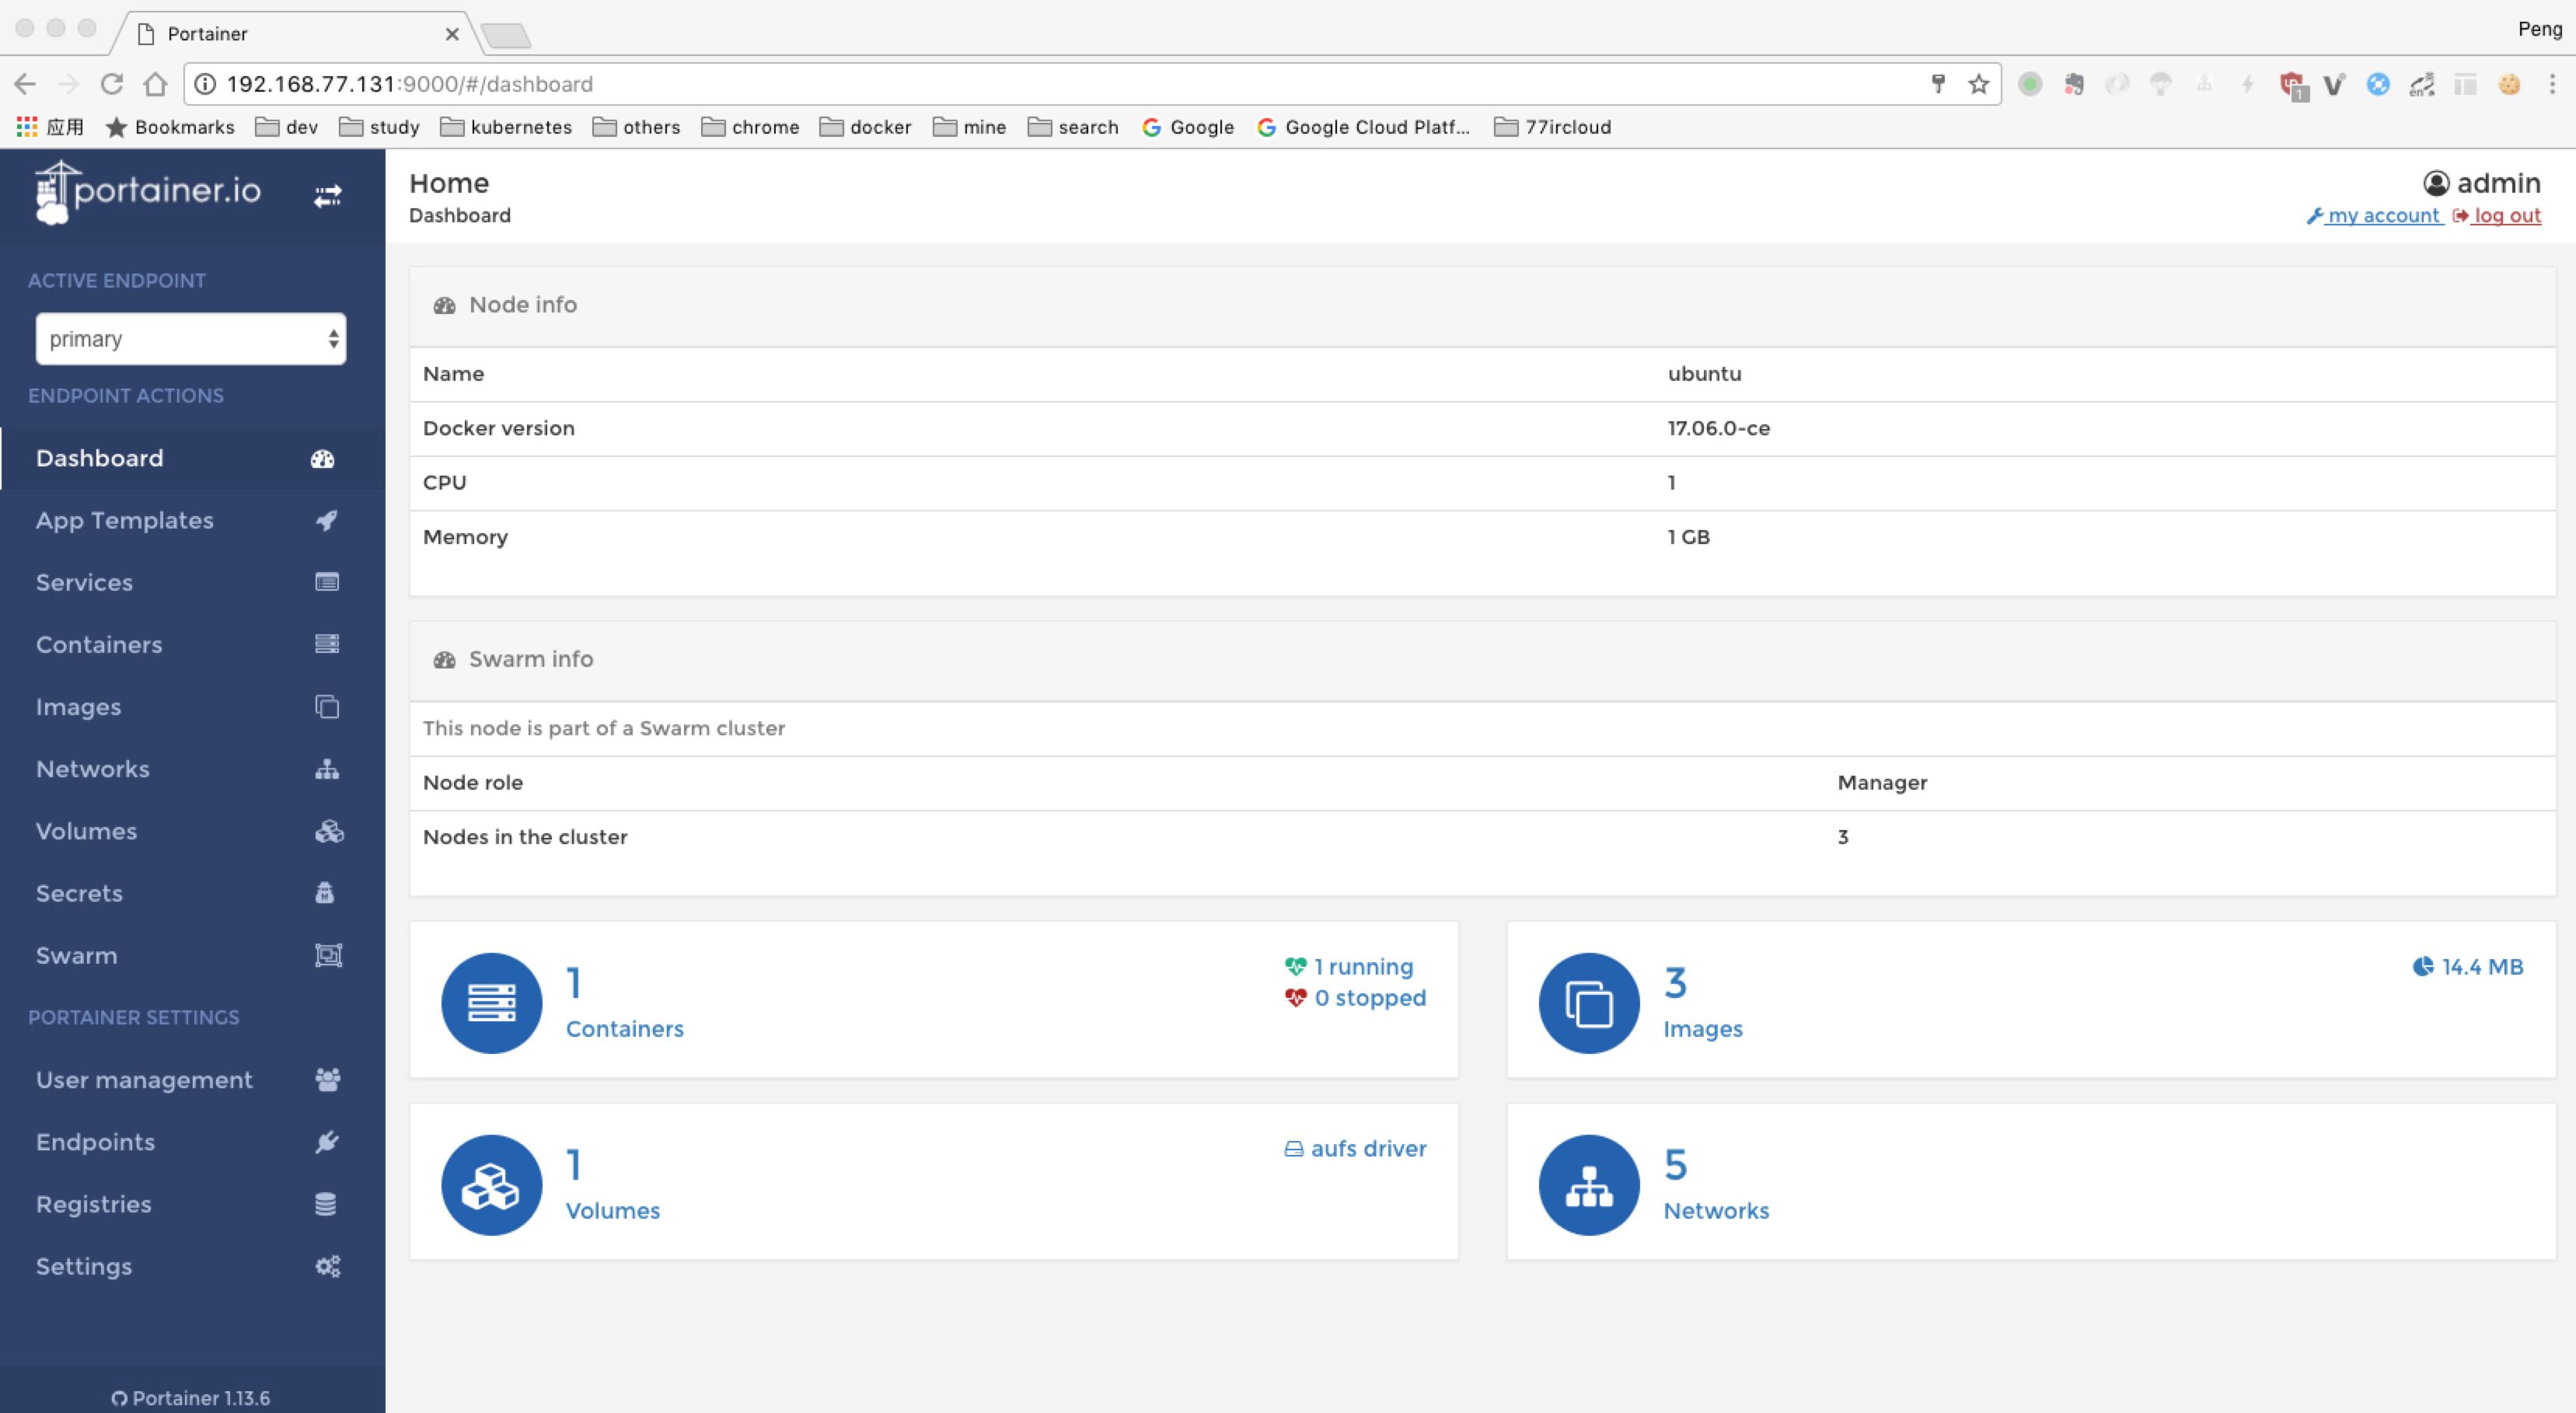 Portainer
Peng
192.168.77.131:9000/#/dashboard
应用 Bookmarks dev study kubernetes others chrome docker mine search Google Google Cloud Platf... 77ircloud
portainer.io
Home
Dashboard
admin
my account log out
ACTIVE ENDPOINT
primary
ENDPOINT ACTIONS
Dashboard
App Templates
Services
Containers
Images
Networks
Volumes
Secrets
Swarm
PORTAINER SETTINGS
User management
Endpoints
Registries
Settings
Portainer 1.13.6
Node info
Name ubuntu
Docker version 17.06.0-ce
CPU 1
Memory 1 GB
Swarm info
This node is part of a Swarm cluster
Node role Manager
Nodes in the cluster 3
1
Containers
1 running
0 stopped
3
Images
14.4 MB
1
Volumes
aufs driver
5
Networks